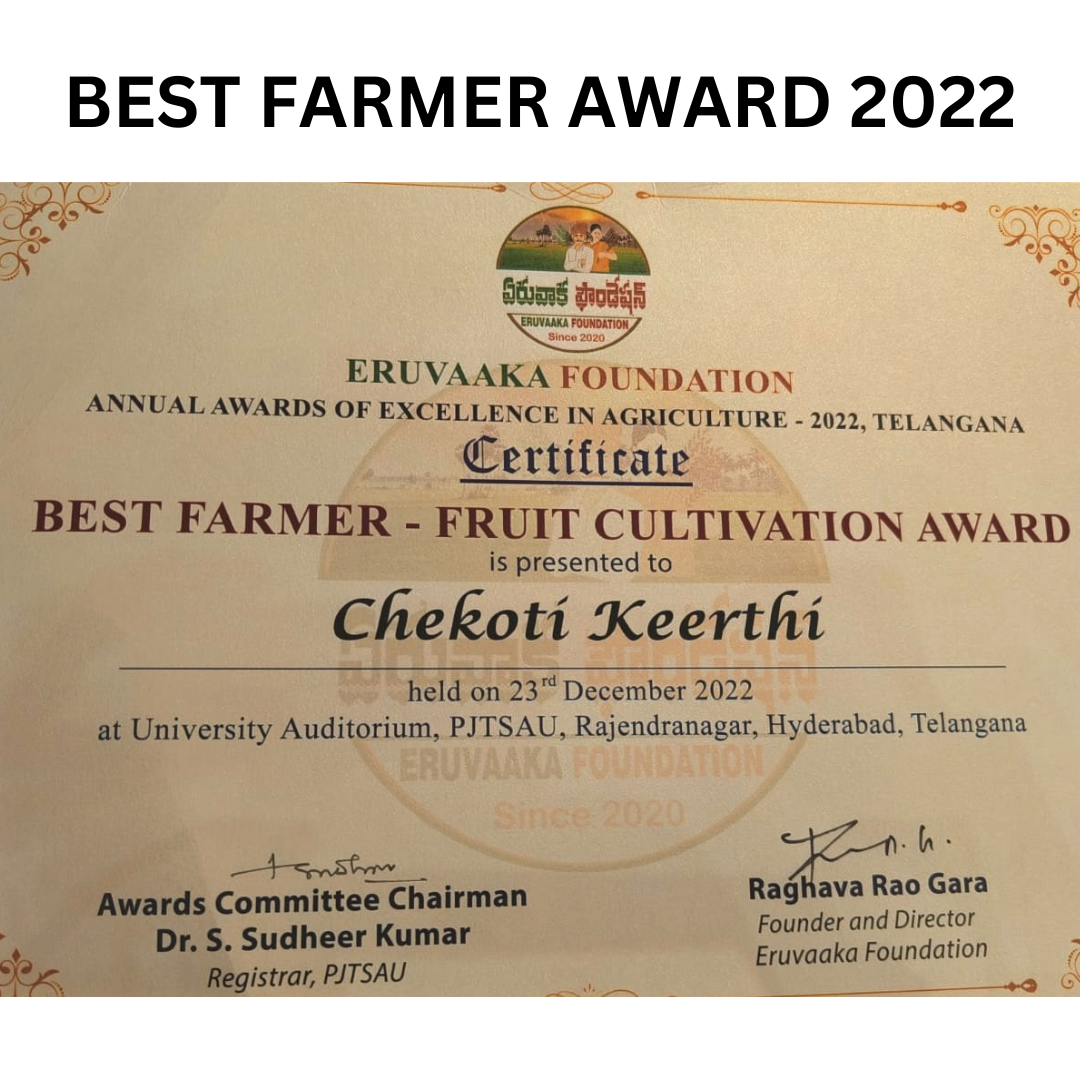 BEST FARMER AWARD 2022
ఏరువాక ఫౌండేషన్
ERUVAAKA FOUNDATION
Since 2020
ERUVAAKA FOUNDATION
ANNUAL AWARDS OF EXCELLENCE IN AGRICULTURE - 2022, TELANGANA
Certificate
BEST FARMER - FRUIT CULTIVATION AWARD
is presented to
Chekoti Keerthi
ఏరువాక ఫౌండేషన్
held on 23rd December 2022
at University Auditorium, PJTSAU, Rajendranagar, Hyderabad, Telangana
ERUVAAKA FOUNDATION
Since 2020
Awards Committee Chairman
Dr. S. Sudheer Kumar
Registrar, PJTSAU
Raghava Rao Gara
Founder and Director
Eruvaaka Foundation